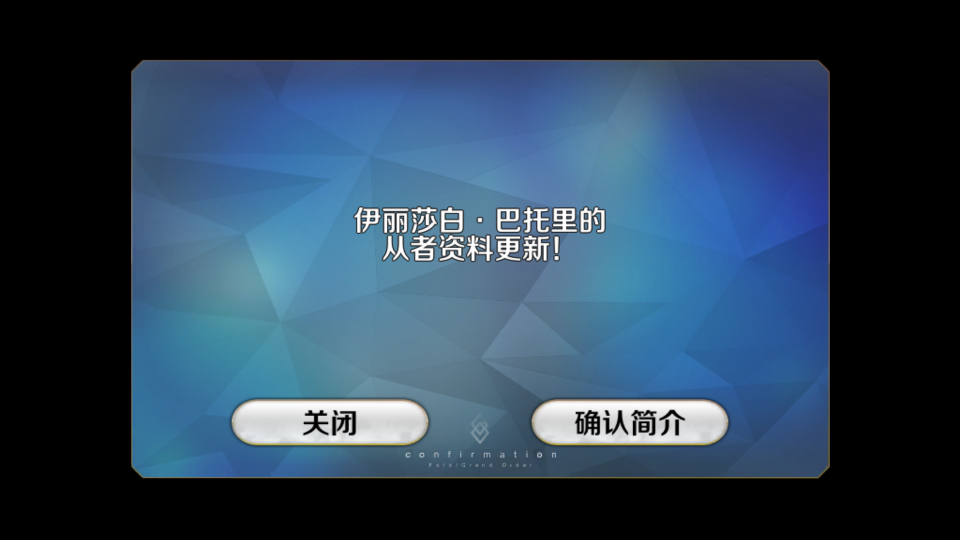 伊丽莎白·巴托里的
从者资料更新！
关闭
确认简介
confirmation
Fate/Grand Order